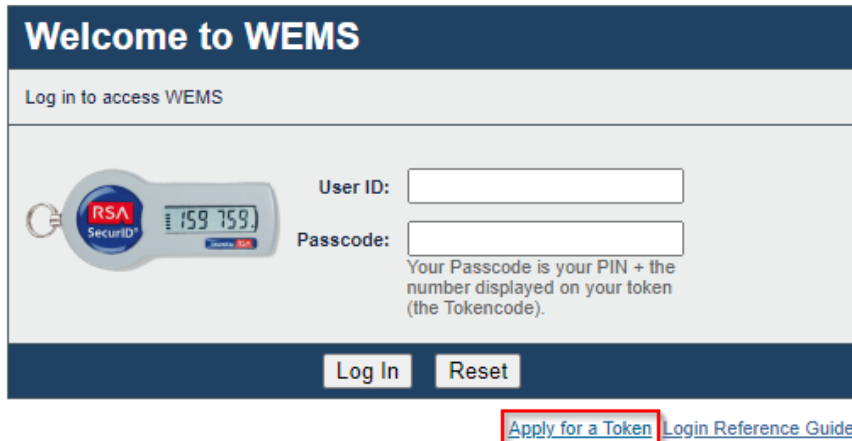 Welcome to WEMS
Log in to access WEMS
RSA
SecurID®
159 759
User ID:
Passcode:
Your Passcode is your PIN + the
number displayed on your token
(the Tokencode).
Log In Reset
Apply for a Token Login Reference Guide